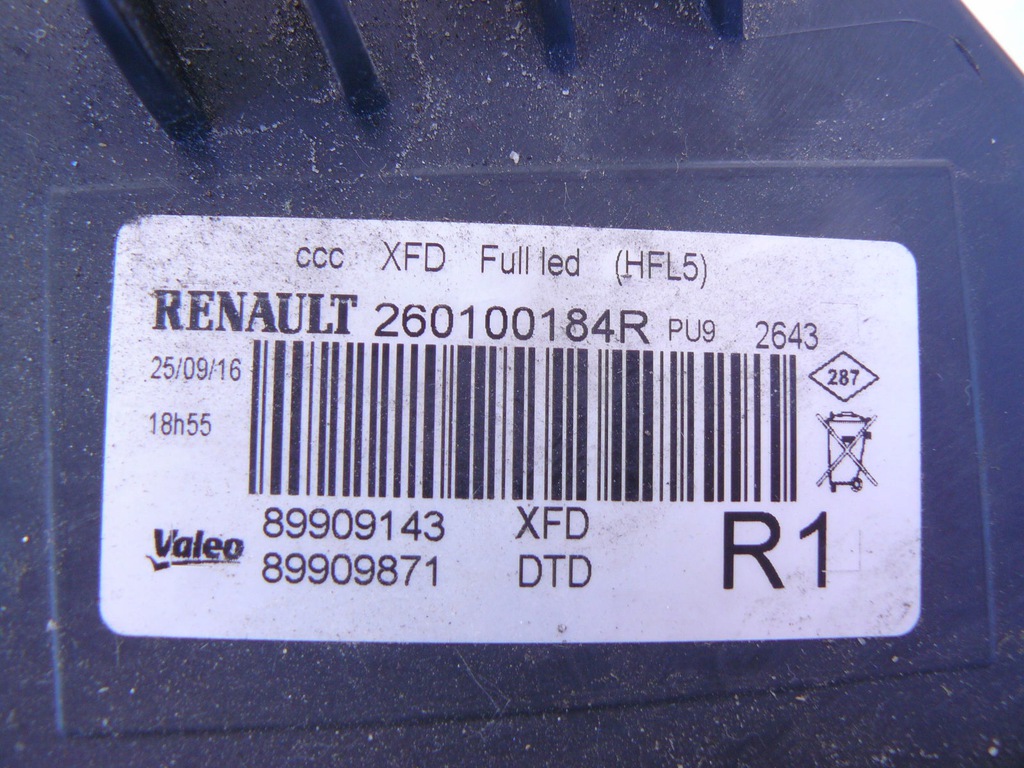 ccc XFD Full led (HFL5)
RENAULT 260100184R PU9 2643
25/09/16
287
18h55
89909143 XFD
Valeo
89909871 DTD
R1